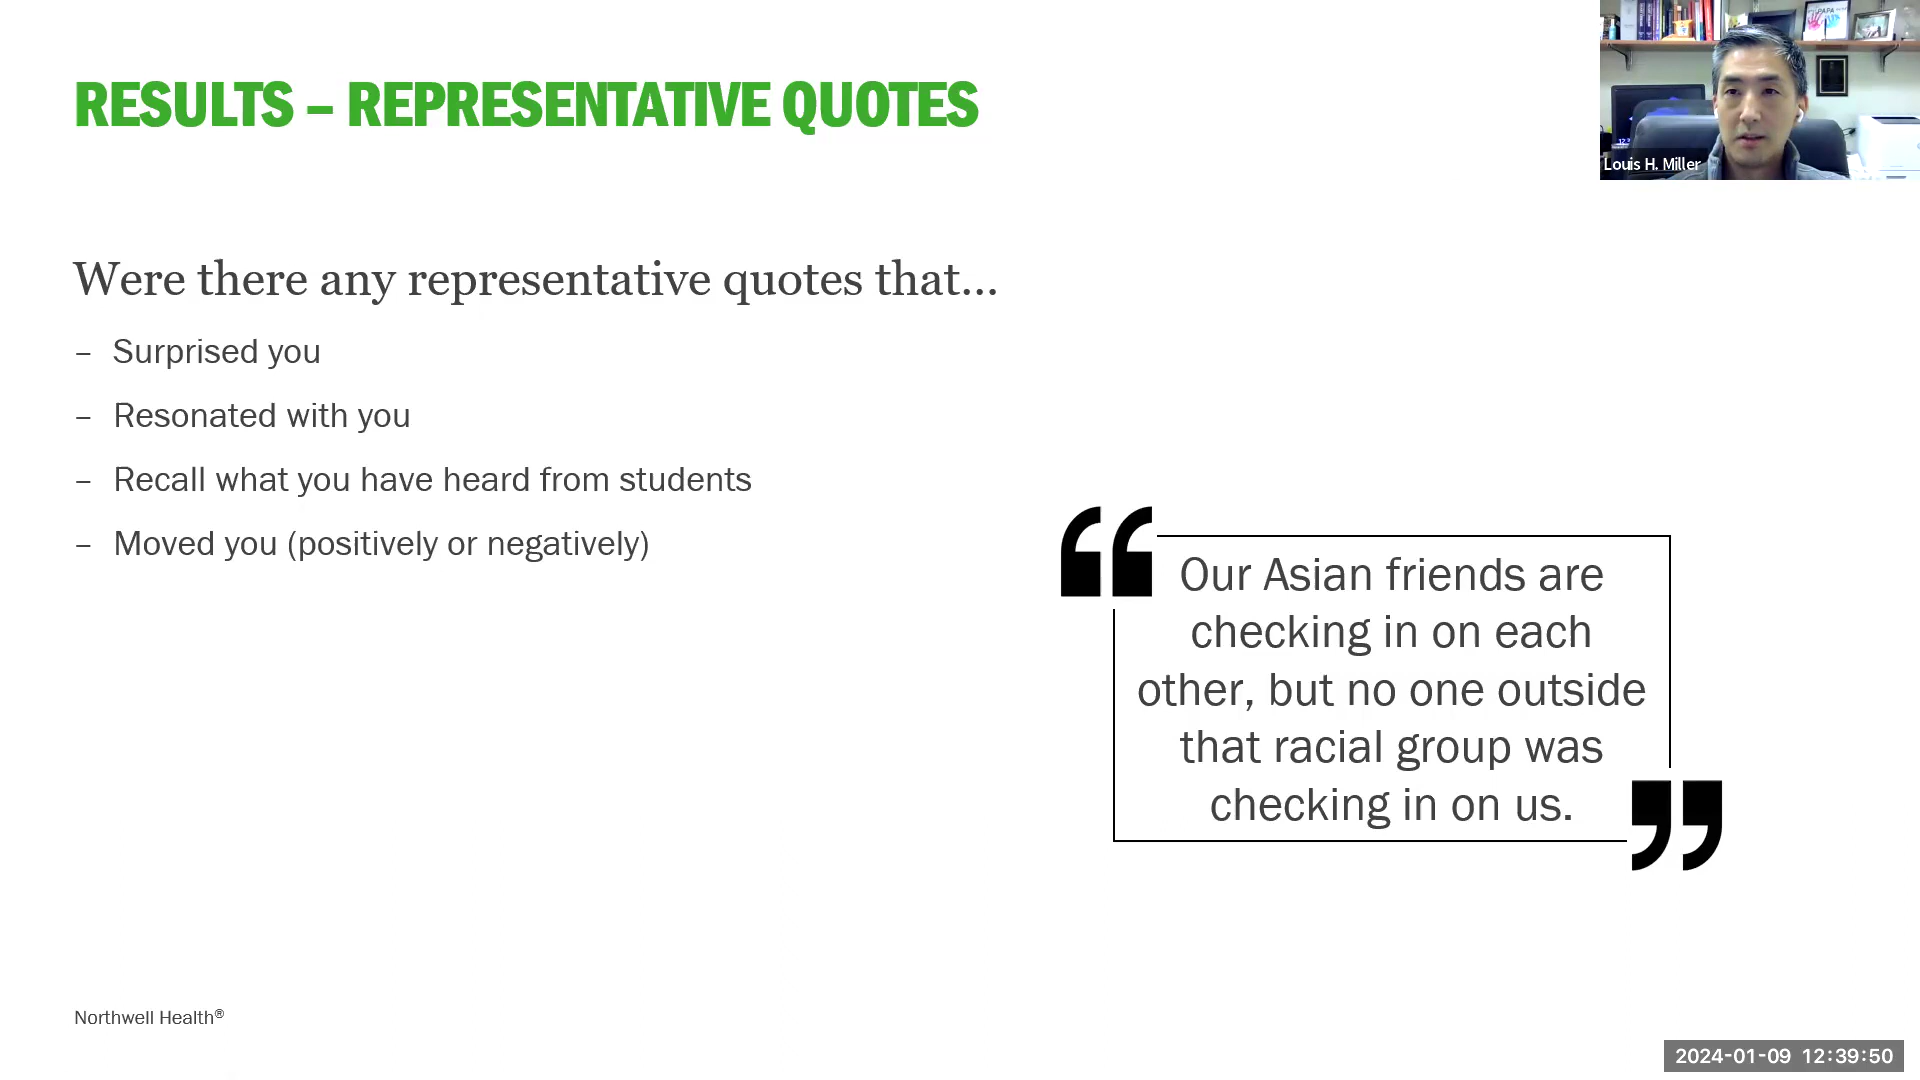 RESULTS – REPRESENTATIVE QUOTES
Louis H. Miller
Were there any representative quotes that...
– Surprised you
– Resonated with you
– Recall what you have heard from students
– Moved you (positively or negatively)
“
Our Asian friends are
checking in on each
other, but no one outside
that racial group was
checking in on us.
”
Northwell Health®
2024-01-09 12:39:50